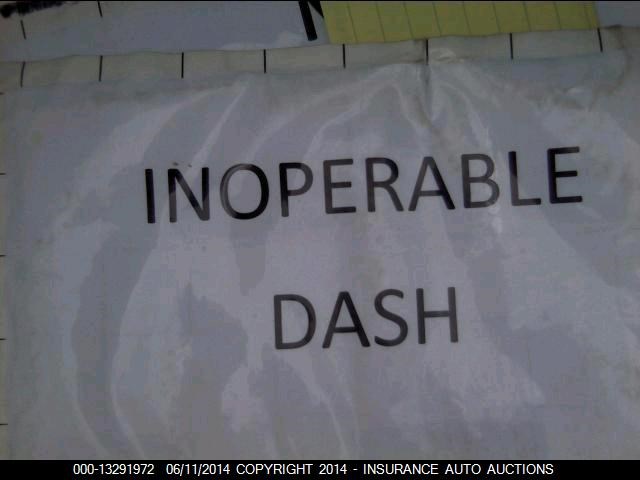 INOPERABLE
DASH
000-13291972 06/11/2014 COPYRIGHT 2014 - INSURANCE AUTO AUCTIONS